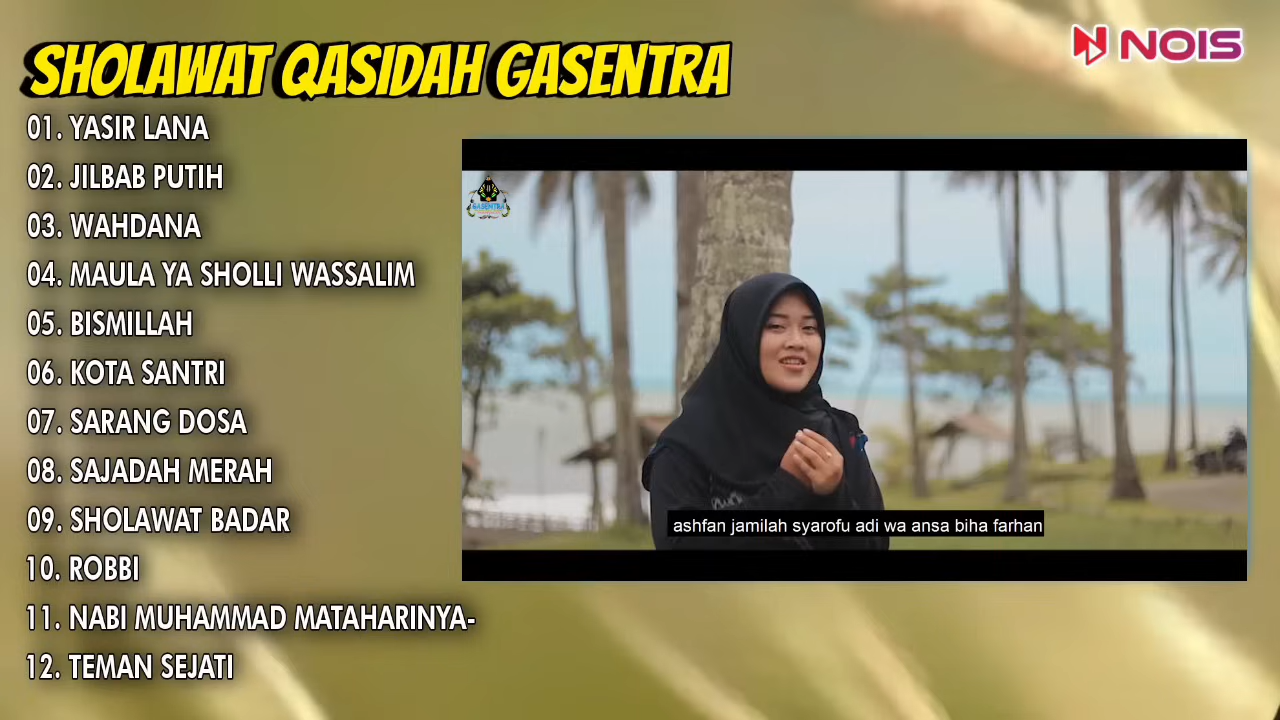 SHOLAWAT QASIDAH GASENTRA
NOIS
01. YASIR LANA
02. JILBAB PUTIH
03. WAHDANA
04. MAULA YA SHOLLI WASSALIM
05. BISMILLAH
06. KOTA SANTRI
07. SARANG DOSA
08. SAJADAH MERAH
09. SHOLAWAT BADAR
10. ROBBI
11. NABI MUHAMMAD MATAHARINYA-
12. TEMAN SEJATI
GASENTRA
ashfan jamilah syarofu adi wa ansa biha farhan